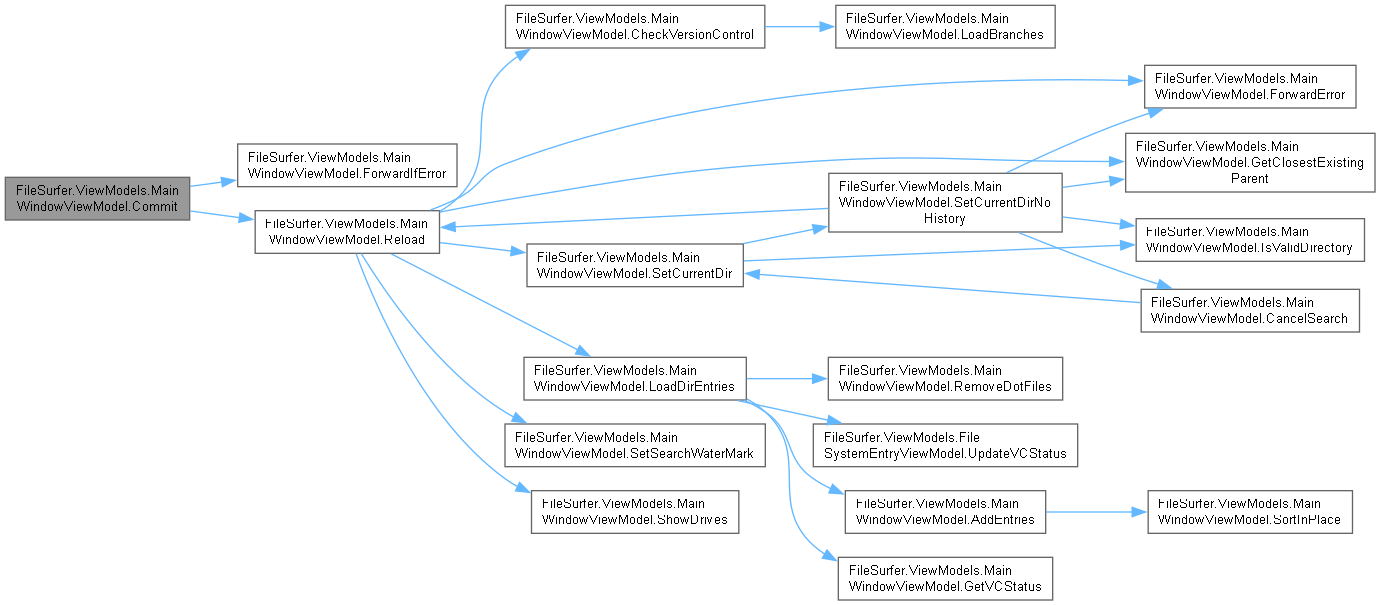 FileSurfer.ViewModels.Main
WindowViewModel.Commit
FileSurfer.ViewModels.Main
WindowViewModel.ForwardIfError
FileSurfer.ViewModels.Main
WindowViewModel.Reload
FileSurfer.ViewModels.Main
WindowViewModel.CheckVersionControl
FileSurfer.ViewModels.Main
WindowViewModel.LoadBranches
FileSurfer.ViewModels.Main
WindowViewModel.ForwardError
FileSurfer.ViewModels.Main
WindowViewModel.GetClosestExisting
Parent
FileSurfer.ViewModels.Main
WindowViewModel.SetCurrentDirNo
History
FileSurfer.ViewModels.Main
WindowViewModel.IsValidDirectory
FileSurfer.ViewModels.Main
WindowViewModel.SetCurrentDir
FileSurfer.ViewModels.Main
WindowViewModel.CancelSearch
FileSurfer.ViewModels.Main
WindowViewModel.LoadDirEntries
FileSurfer.ViewModels.Main
WindowViewModel.RemoveDotFiles
FileSurfer.ViewModels.Main
WindowViewModel.SetSearchWaterMark
FileSurfer.ViewModels.File
SystemEntryViewModel.UpdateVCStatus
FileSurfer.ViewModels.Main
WindowViewModel.ShowDrives
FileSurfer.ViewModels.Main
WindowViewModel.AddEntries
FileSurfer.ViewModels.Main
WindowViewModel.SortInPlace
FileSurfer.ViewModels.Main
WindowViewModel.GetVCStatus